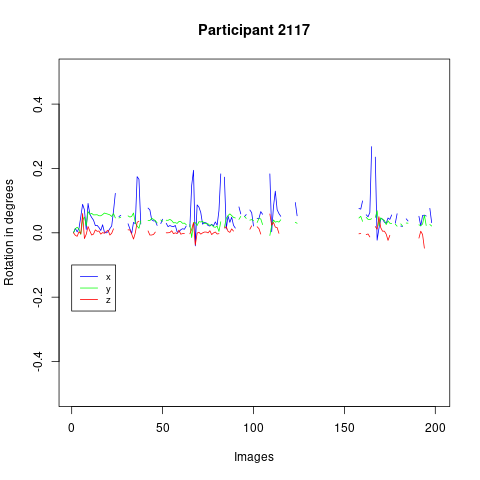 Participant 2117
Rotation in degrees
0.4
0.2
0.0
-0.2
-0.4
x
y
z
0 50 100 150 200
Images